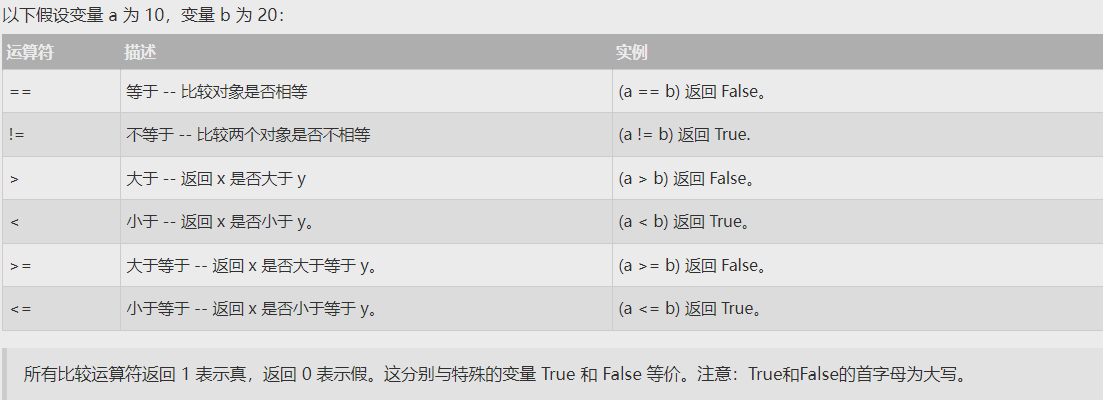 以下假设变量 a 为 10，变量 b 为 20：
运算符 描述 实例
== 等于 -- 比较对象是否相等 (a == b) 返回 False。
!= 不等于 -- 比较两个对象是否不相等 (a != b) 返回 True.
> 大于 -- 返回 x 是否大于 y (a > b) 返回 False。
< 小于 -- 返回 x 是否小于 y。 (a < b) 返回 True。
>= 大于等于 -- 返回 x 是否大于等于 y。 (a >= b) 返回 False。
<= 小于等于 -- 返回 x 是否小于等于 y。 (a <= b) 返回 True。
所有比较运算符返回 1 表示真，返回 0 表示假。这分别与特殊的变量 True 和 False 等价。注意：True和False的首字母为大写。